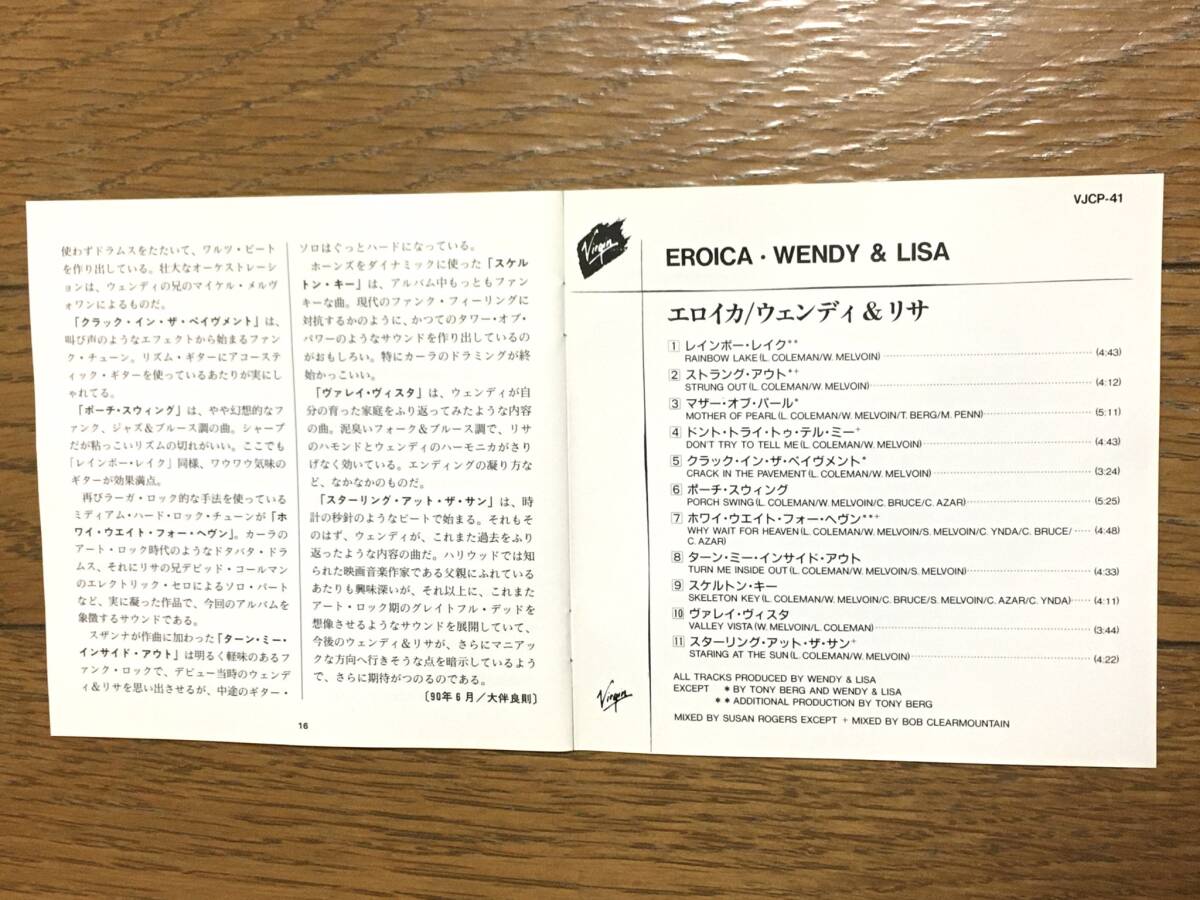 使わずドラムスをたたいて、ワルツ・ビート
を作り出している。壮大なオーケストレーシ
ョンは、ウェンディの兄のマイケル・メルヴ
ォワンによるものだ。
「クラック・イン・ザ・ペイヴメント」は、
叫び声のようなエフェクトから始まるファン
ク・チューン。リズム・ギターにアコーステ
ィック・ギターを使っているあたりが実にし
ゃれてる。
「ポーチ・スウィング」は、やや幻想的なフ
ァンク、ジャズ&ブルース調の曲。シャープ
だが粘っこいリズムの切れがいい。ここでも
「レインボー・レイク」同様、ワウワウ気味の
ギターが効果満点。
再びラーガ・ロック的な手法を使っている
ミディアム・ハード・ロック・チューンが「ホ
ワイ・ウエイト・フォー・ヘヴン」。カーラの
アート・ロック時代のようなドタバタ・ドラ
ムス、それにリサの兄デビッド・コールマン
のエレクトリック・セロによるソロ・パート
など、実に凝った作品で、今回のアルバムを
象徴するサウンドである。
スザンナが作曲に加わった「ターン・ミー・
インサイド・アウト」は明るく軽味のあるフ
ァンク・ロックで、デビュー当時のウェンデ
ィ&リサを思い出させるが、中途のギター・
ソロはぐっとハードになっている。
ホーンズをダイナミックに使った「スケル
トン・キー」は、アルバム中もっともファン
キーな曲。現代のファンク・フィーリングに
対抗するかのように、かつてのタワー・オブ・
パワーのようなサウンドを作り出しているの
がおもしろい。特にカーラのドラミングが終
始かっこいい。
「ヴァレイ・ヴィスタ」は、ウェンディが自
分の育った家庭をふり返ってみたような内容
の曲。泥臭いフォーク&ブルース調で、リサ
のハモンドとウェンディのハーモニカがさり
げなく効いている。エンディングの凝り方な
ど、なかなかのものだ。
「スターリング・アット・ザ・サン」は、時
計の秒針のようなビートで始まる。それもそ
のはず、ウェンディが、これまた過去をふり
返ったような内容の曲だ。ハリウッドでは知
られた映画音楽作家である父親にふれている
あたりも興味深いが、それ以上に、これまた
アート・ロック期のグレイトフル・デッドを
想像させるようなサウンドを展開していて、
今後のウェンディ&リサが、さらにマニアッ
クな方向へ行きそうな点を暗示しているよう
で、さらに期待がつのるのである。
〔90年6月/大伴良則〕
16
VJCP-41
Virgin
EROICA・WENDY & LISA
エロイカ/ウェンディ&リサ
1 レインボー・レイク**
RAINBOW LAKE(L. COLEMAN/W. MELVOIN) (4:43)
2 ストラング・アウト*+
STRUNG OUT(L. COLEMAN/W. MELVOIN) (4:12)
3 マザー・オブ・パール*
MOTHER OF PEARL(L. COLEMAN/W. MELVOIN/T. BERG/M. PENN) (5:11)
4 ドント・トライ・トゥ・テル・ミー+
DON'T TRY TO TELL ME(L. COLEMAN/W. MELVOIN) (4:43)
5 クラック・イン・ザ・ペイヴメント*
CRACK IN THE PAVEMENT(L. COLEMAN/W. MELVOIN) (3:24)
6 ポーチ・スウィング
PORCH SWING(L. COLEMAN/W. MELVOIN/C. BRUCE/C. AZAR) (5:25)
7 ホワイ・ウエイト・フォー・ヘヴン**+
WHY WAIT FOR HEAVEN(L. COLEMAN/W. MELVOIN/S. MELVOIN/C. YNDA/C. BRUCE/ (4:48)
C. AZAR)
8 ターン・ミー・インサイド・アウト
TURN ME INSIDE OUT(L. COLEMAN/W. MELVOIN/S. MELVOIN) (4:33)
9 スケルトン・キー
SKELETON KEY(L. COLEMAN/W. MELVOIN/C. BRUCE/S. MELVOIN/C. AZAR/C. YNDA) (4:11)
10 ヴァレイ・ヴィスタ
VALLEY VISTA(W. MELVOIN/L. COLEMAN) (3:44)
11 スターリング・アット・ザ・サン+
STARING AT THE SUN(L. COLEMAN/W. MELVOIN) (4:22)
ALL TRACKS PRODUCED BY WENDY & LISA
EXCEPT * BY TONY BERG AND WENDY & LISA
** ADDITIONAL PRODUCTION BY TONY BERG
MIXED BY SUSAN ROGERS EXCEPT + MIXED BY BOB CLEARMOUNTAIN
Virgin